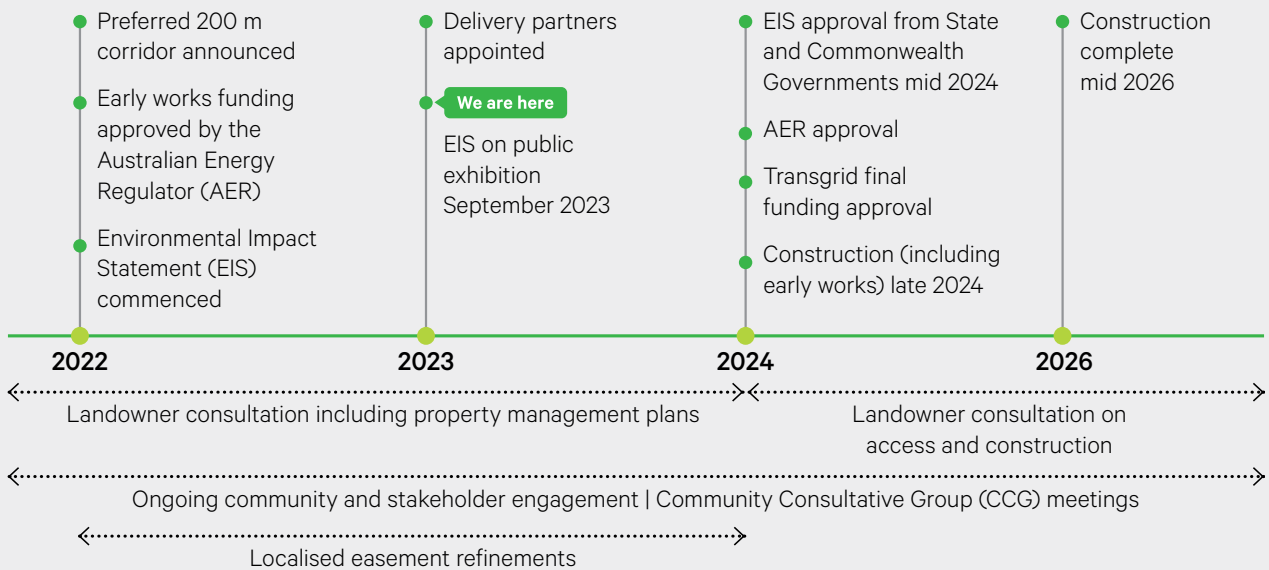 Preferred 200 m
corridor announced
Early works funding
approved by the
Australian Energy
Regulator (AER)
Environmental Impact
Statement (EIS)
commenced
Delivery partners
appointed
We are here
EIS on public
exhibition
September 2023
EIS approval from State
and Commonwealth
Governments mid 2024
AER approval
Transgrid final
funding approval
Construction (including
early works) late 2024
Construction
complete
mid 2026
2022
2023
2024
2026
Landowner consultation including property management plans
Landowner consultation on
access and construction
Ongoing community and stakeholder engagement | Community Consultative Group (CCG) meetings
Localised easement refinements